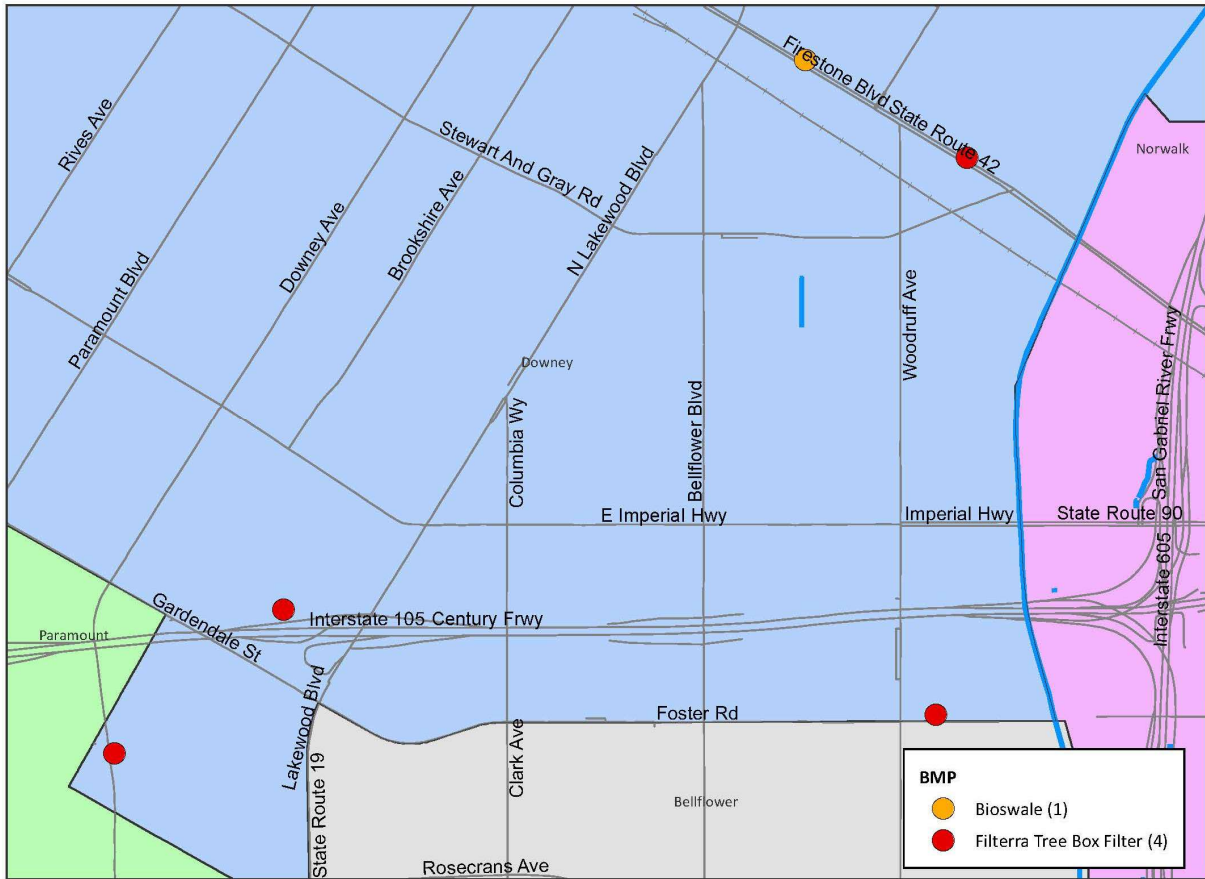 Firestone Blvd State Route 42
Norwalk
Rives Ave
Stewart And Gray Rd
N Lakewood Blvd
Brookshire Ave
Downey Ave
Paramount Blvd
Woodruff Ave
San Gabriel River Frwy
Downey
Columbia Wy
Bellflower Blvd
E Imperial Hwy
Imperial Hwy
State Route 90
Interstate 605
Gardendale St
Interstate 105 Century Frwy
Paramount
Lakewood Blvd
Foster Rd
Clark Ave
State Route 19
Bellflower
Rosecrans Ave
BMP
Bioswale (1)
Filterra Tree Box Filter (4)